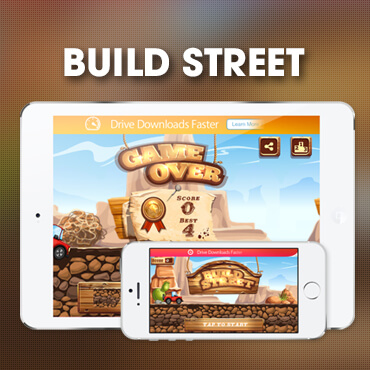 BUILD STREET
Drive Downloads Faster
Learn More
GAME
OVER
SCORE
0
BEST
4
Drive Downloads Faster
SCORE
BUILD
STREET
TAP TO START